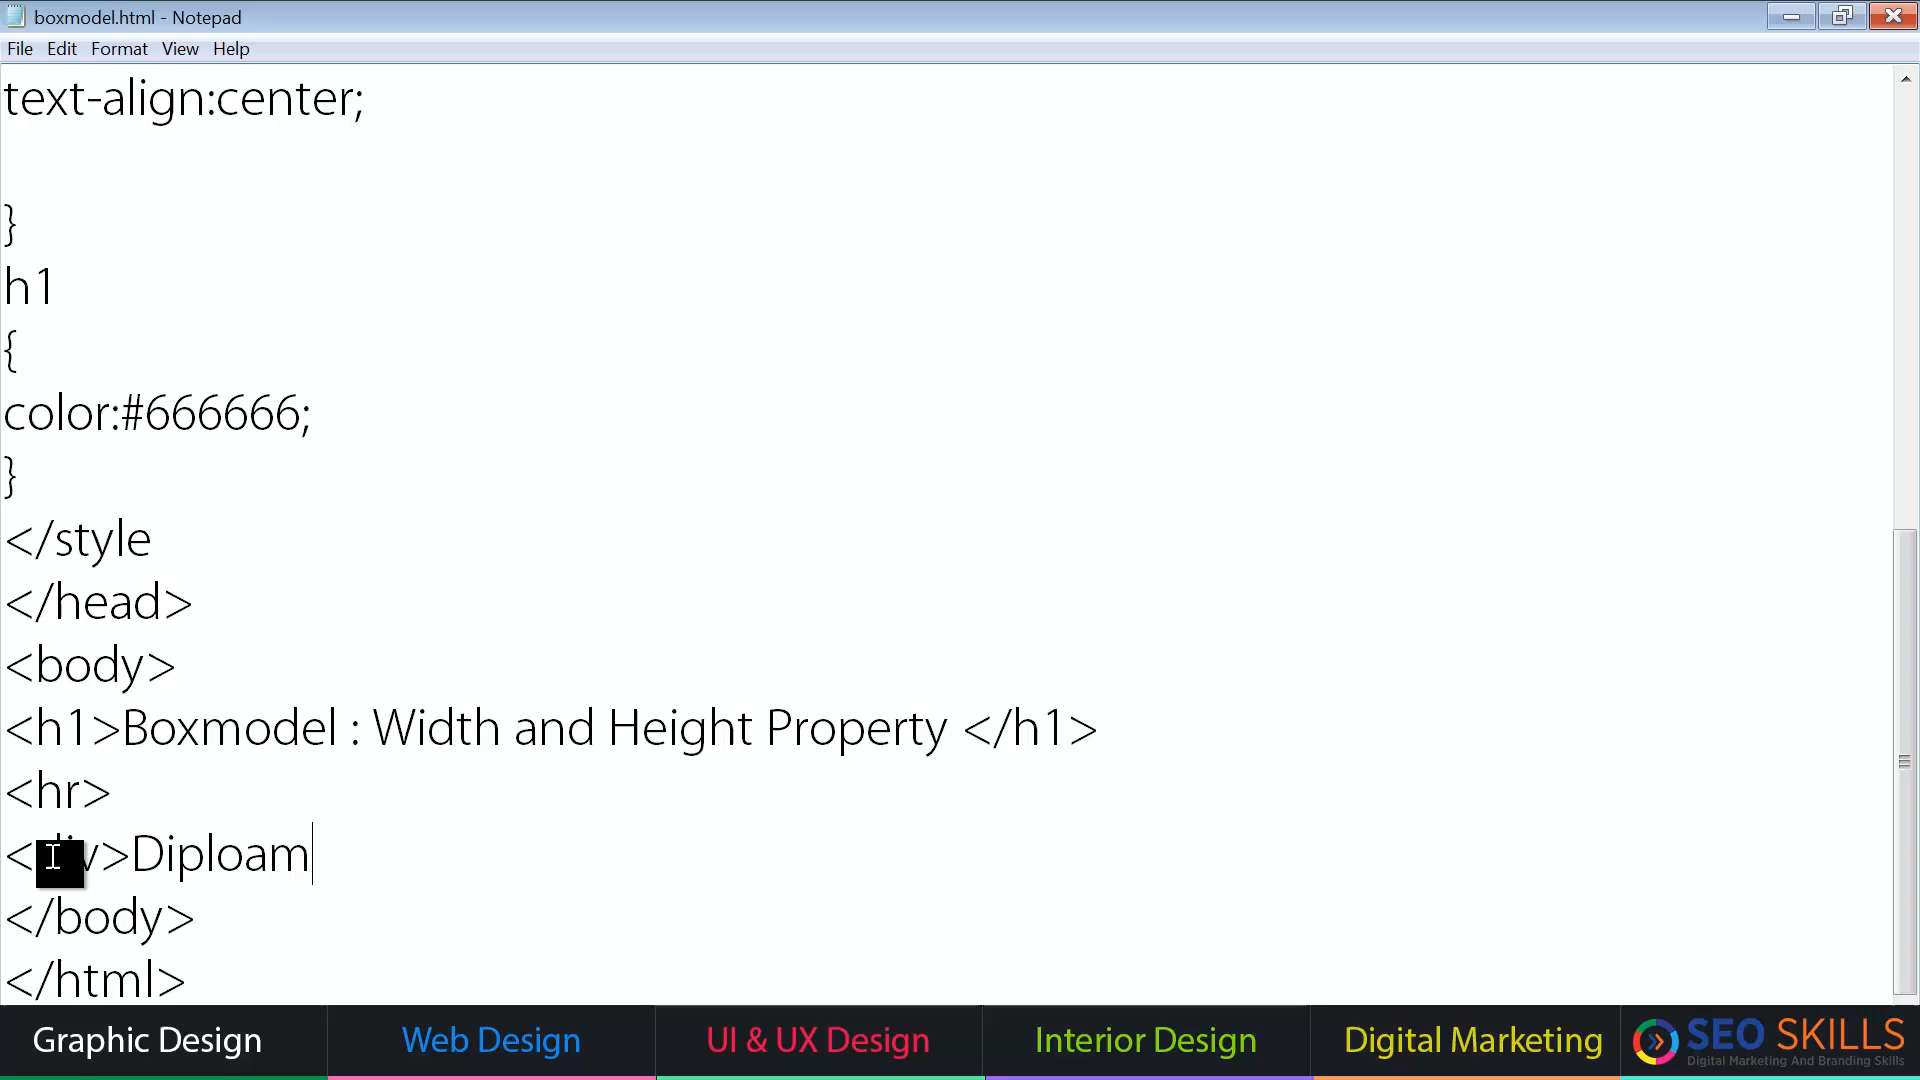 boxmodel.html - Notepad
File Edit Format View Help
text-align:center;
}
h1
{
color:#666666;
}
</style
</head>
<body>
<h1>Boxmodel : Width and Height Property </h1>
<hr>
<div>Diploam
</body>
</html>
Graphic Design Web Design UI & UX Design Interior Design Digital Marketing SEO SKILLS
Digital Marketing And Branding Skills